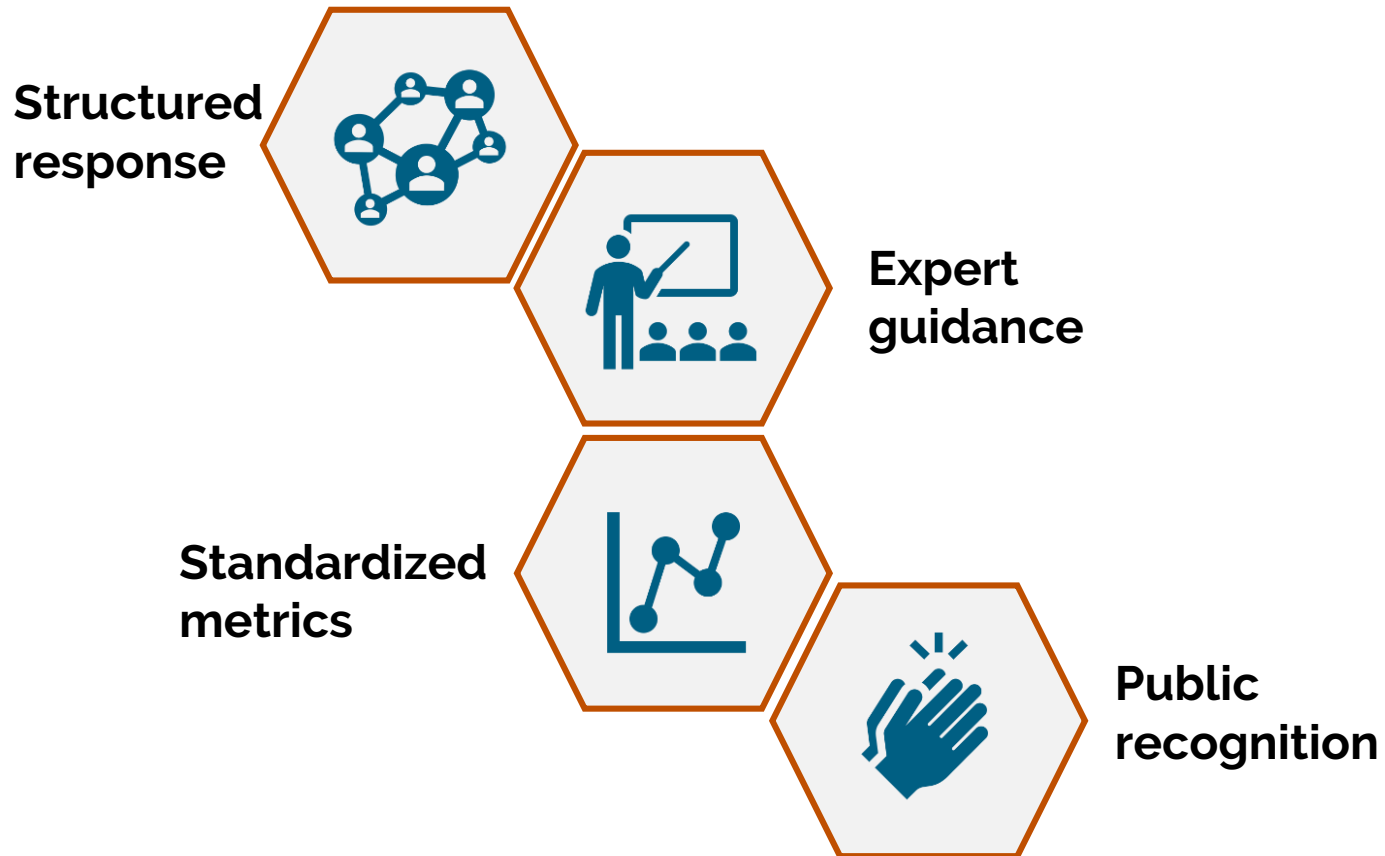 Structured
response
Expert
guidance
Standardized
metrics
Public
recognition